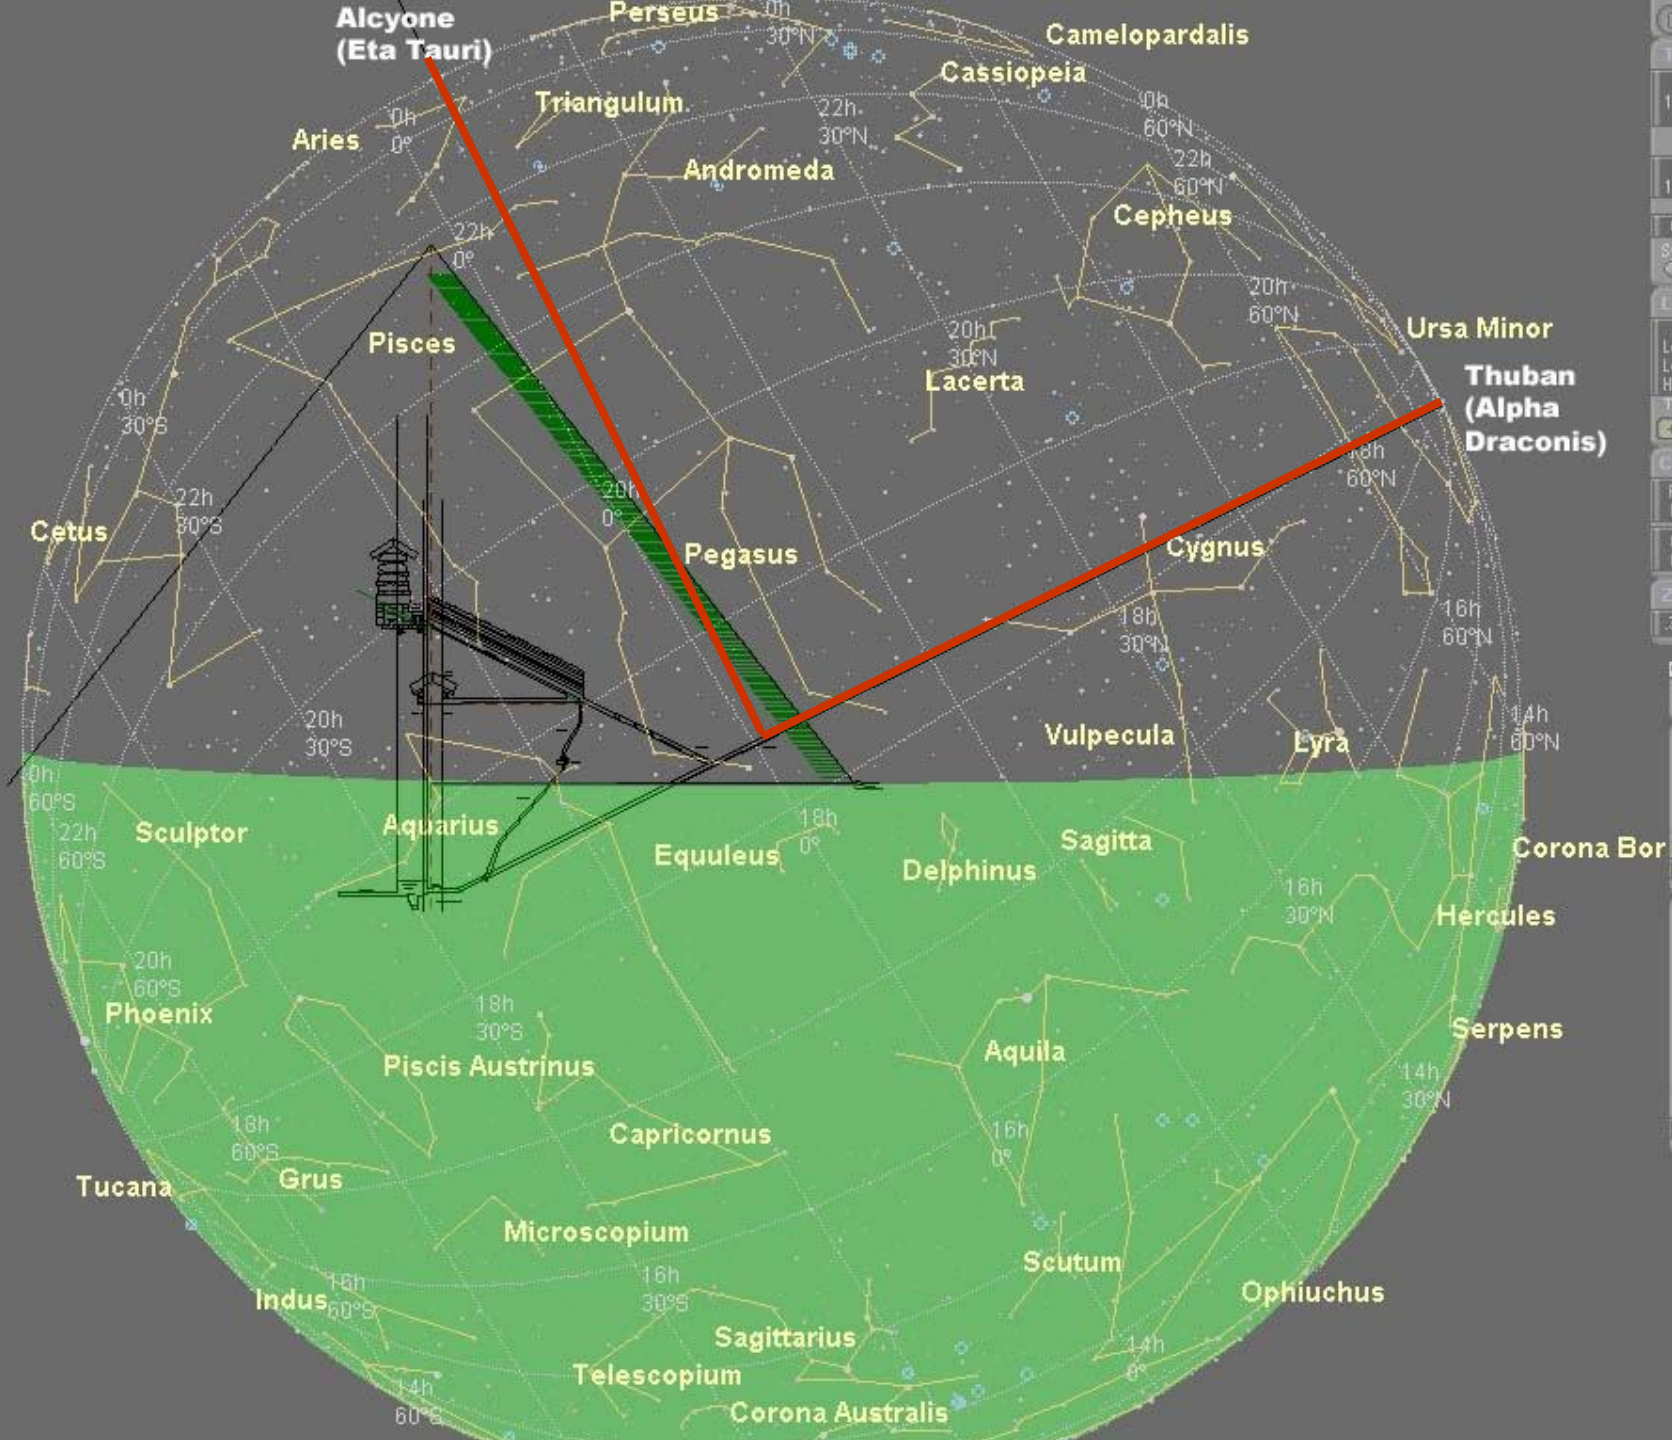 Alcyone
(Eta Tauri)
Perseus
0h
30°N
Camelopardalis
Cassiopeia
Triangulum
22h
30°N
0h
60°N
0h
0°
Aries
Andromeda
22h
60°N
Cepheus
22h
0°
20h
60°N
Pisces
20h
30°N
Lacerta
Ursa Minor
Thuban
(Alpha
Draconis)
0h
30°S
18h
60°N
22h
30°S
20h
0°
Cetus
Pegasus
Cygnus
18h
30°N
16h
60°N
20h
30°S
Vulpecula
Lyra
14h
60°N
0h
60°S
22h
60°S
Sculptor
Aquarius
18h
0°
Equuleus
Delphinus
Sagitta
Corona Bor
16h
30°N
Hercules
20h
60°S
Phoenix
18h
30°S
Serpens
Piscis Austrinus
Aquila
14h
30°N
18h
60°S
Capricornus
16h
0°
Tucana
Grus
Microscopium
Scutum
16h
60°S
Indus
16h
30°S
Ophiuchus
Sagittarius
14h
0°
Telescopium
14h
60°S
Corona Australis